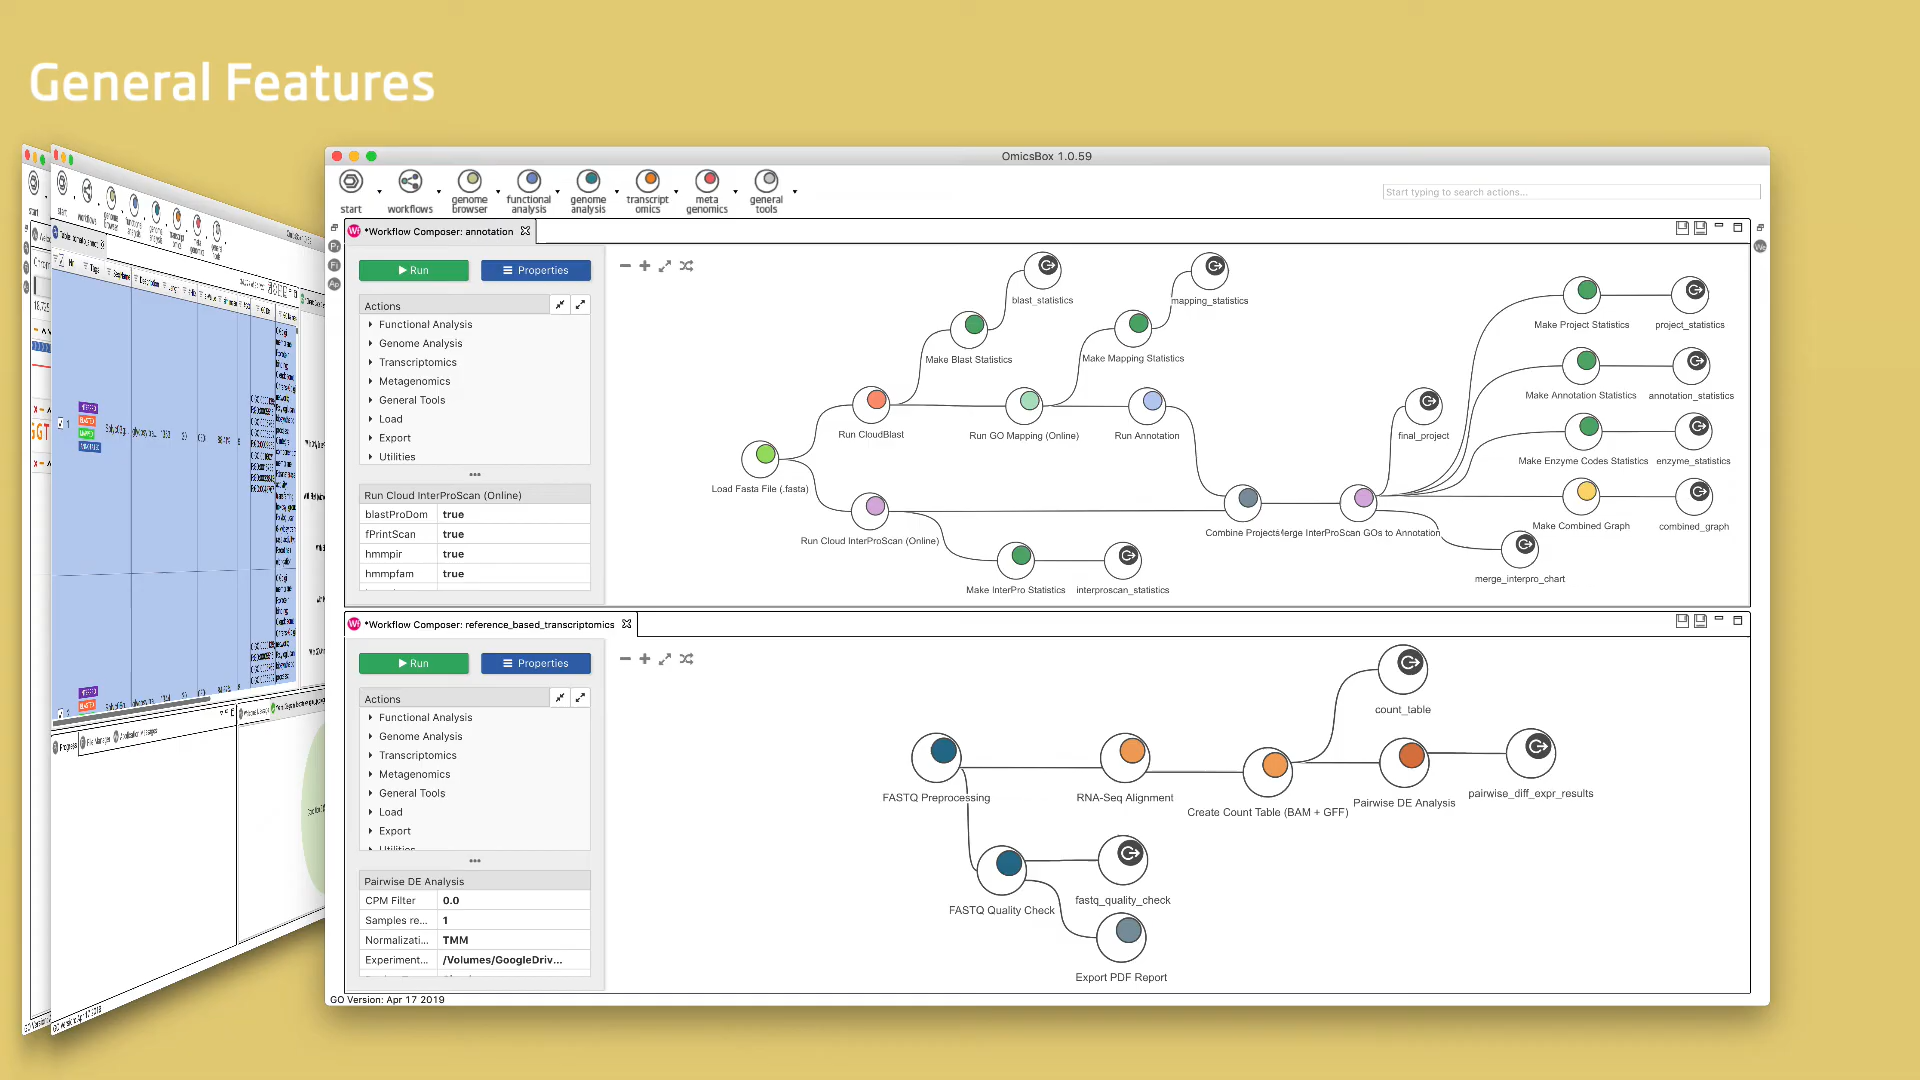 General Features
OmicsBox 1.0.59
start
workflows
genome browser
functional analysis
genome analysis
transcript omics
meta genomics
general tools
Start typing to search actions...
*Workflow Composer: annotation
Run
Properties
Actions
Functional Analysis
Genome Analysis
Transcriptomics
Metagenomics
General Tools
Load
Export
Utilities
Run Cloud InterProScan (Online)
blastProDom true
fPrintScan true
hmmpir true
hmmpfam true
blast_statistics
mapping_statistics
Make Blast Statistics
Make Mapping Statistics
Make Project Statistics
project_statistics
Make Annotation Statistics
annotation_statistics
Run CloudBlast
Run GO Mapping (Online)
Run Annotation
final_project
Make Enzyme Codes Statistics
enzyme_statistics
Load Fasta File (.fasta)
Run Cloud InterProScan (Online)
Combine Projects
Merge InterProScan GOs to Annotation
Make Combined Graph
combined_graph
merge_interpro_chart
Make InterPro Statistics
interproscan_statistics
*Workflow Composer: reference_based_transcriptomics
Run
Properties
Actions
Functional Analysis
Genome Analysis
Transcriptomics
Metagenomics
General Tools
Load
Export
Utilities
Pairwise DE Analysis
CPM Filter 0.0
Samples re... 1
Normalizati... TMM
Experiment... /Volumes/GoogleDriv...
count_table
FASTQ Preprocessing
RNA-Seq Alignment
Create Count Table (BAM + GFF)
Pairwise DE Analysis
pairwise_diff_expr_results
FASTQ Quality Check
fastq_quality_check
Export PDF Report
GO Version: Apr 17 2019